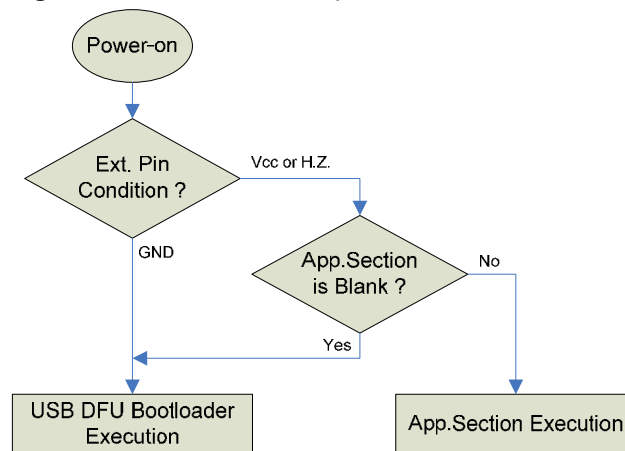 Power-on
Ext. Pin
Condition ?
Vcc or H.Z.
GND
App.Section
is Blank ?
No
Yes
USB DFU Bootloader
Execution
App.Section Execution